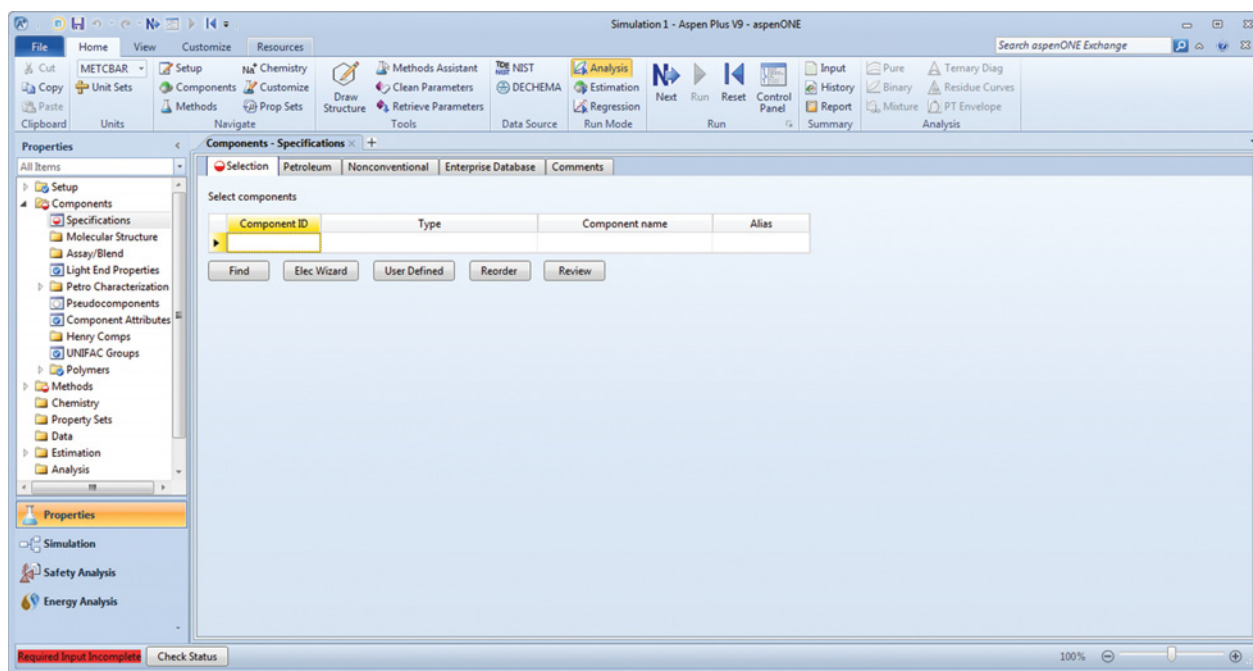 Simulation 1 - Aspen Plus V9 - aspenONE
File Home View Customize Resources Search aspenONE Exchange
Cut METCBAR Setup Na+ Chemistry Methods Assistant NIST Analysis Input Pure Ternary Diag
Copy Unit Sets Components Customize Draw Structure Clean Parameters DECHEMA Estimation Next Run Reset Control Panel History Binary Residue Curves
Paste Methods Prop Sets Retrieve Parameters Regression Report Mixture PT Envelope
Clipboard Units Navigate Tools Data Source Run Mode Run Summary Analysis
Properties
All Items
Setup
Components
Specifications
Molecular Structure
Assay/Blend
Light End Properties
Petro Characterization
Pseudocomponents
Component Attributes
Henry Comps
UNIFAC Groups
Polymers
Methods
Chemistry
Property Sets
Data
Estimation
Analysis
Properties
Simulation
Safety Analysis
Energy Analysis
Components - Specifications × +
Selection Petroleum Nonconventional Enterprise Database Comments
Select components
Component ID Type Component name Alias
Find Elec Wizard User Defined Reorder Review
Required Input Incomplete Check Status 100%